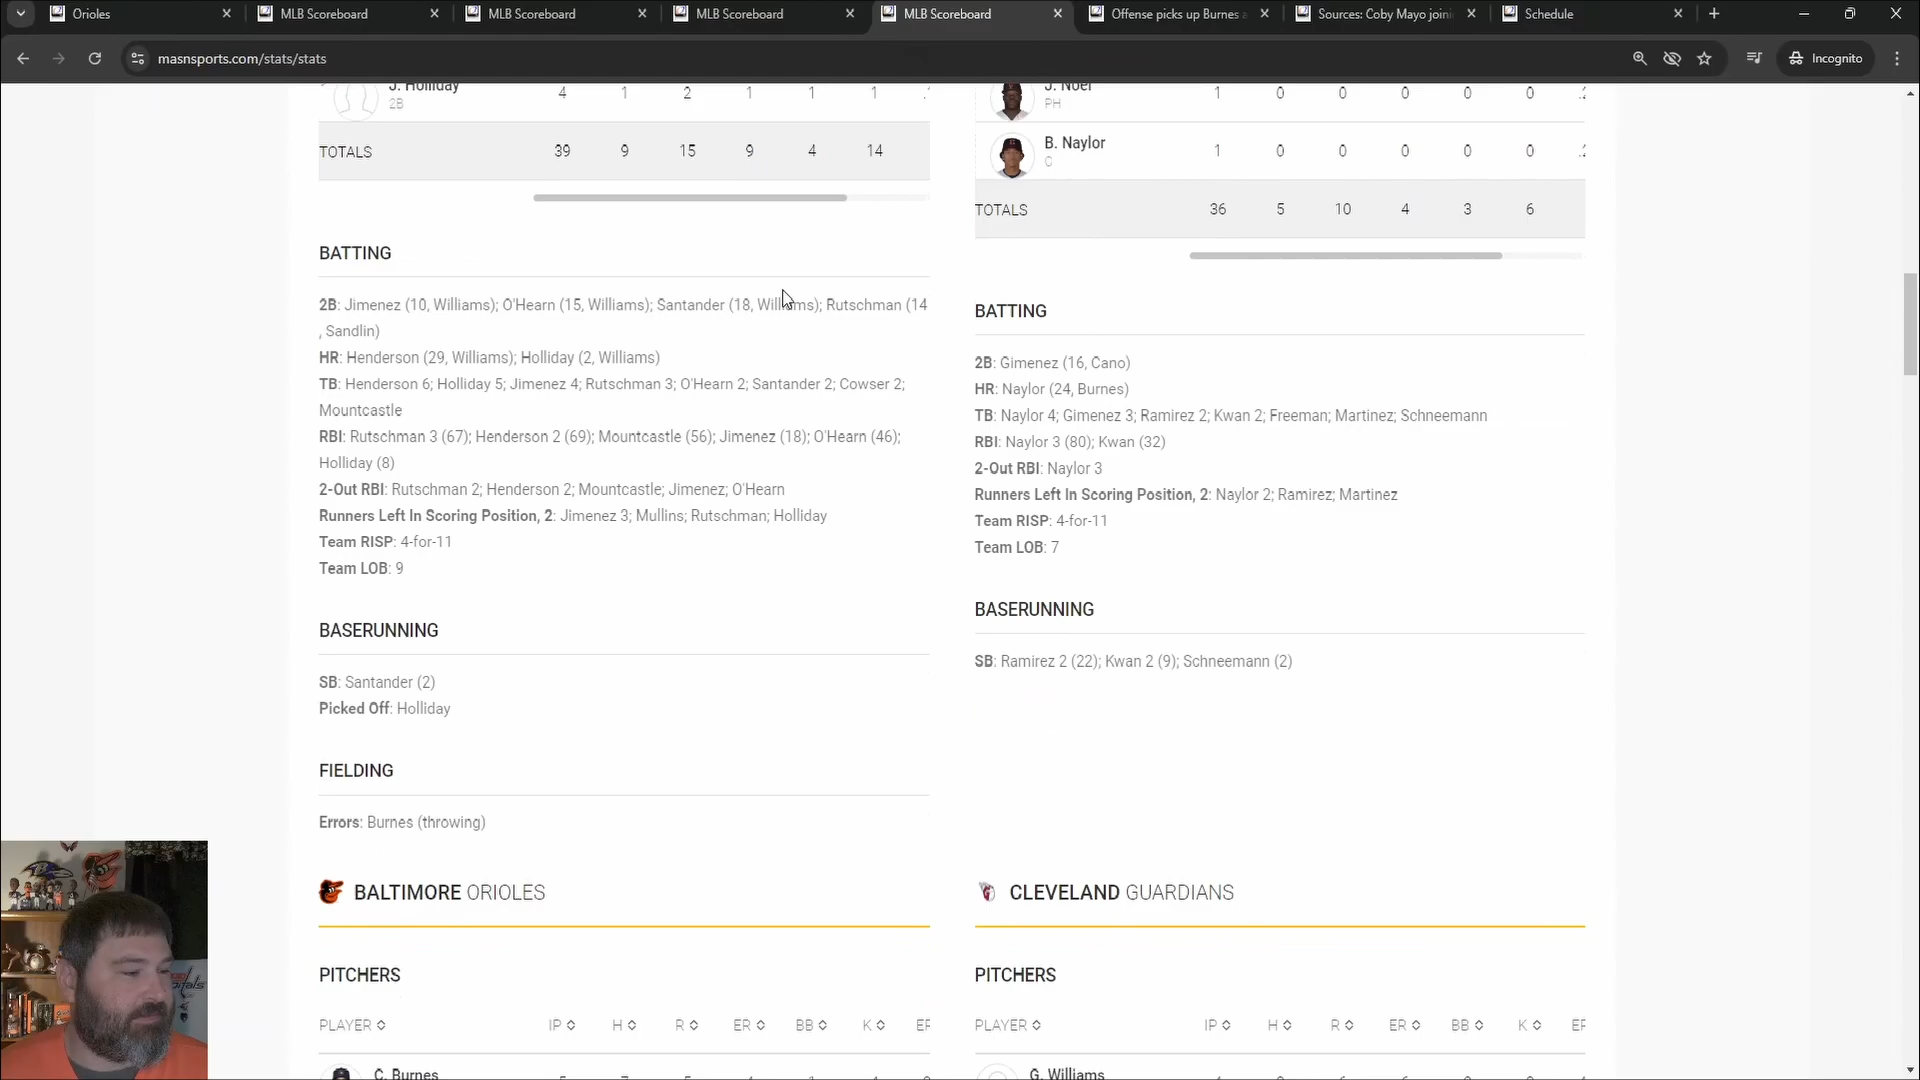 Orioles
MLB Scoreboard
MLB Scoreboard
MLB Scoreboard
MLB Scoreboard
Offense picks up Burnes
Sources: Coby Mayo joini
Schedule
masnsports.com/stats/stats
Incognito
J. Holliday 4 1 2 1 1 1
2B
TOTALS 39 9 15 9 4 14
BATTING
2B: Jimenez (10, Williams); O'Hearn (15, Williams); Santander (18, Williams); Rutschman (14
, Sandlin)
HR: Henderson (29, Williams); Holliday (2, Williams)
TB: Henderson 6; Holliday 5; Jimenez 4; Rutschman 3; O'Hearn 2; Santander 2; Cowser 2;
Mountcastle
RBI: Rutschman 3 (67); Henderson 2 (69); Mountcastle (56); Jimenez (18); O'Hearn (46);
Holliday (8)
2-Out RBI: Rutschman 2; Henderson 2; Mountcastle; Jimenez; O'Hearn
Runners Left In Scoring Position, 2: Jimenez 3; Mullins; Rutschman; Holliday
Team RISP: 4-for-11
Team LOB: 9
BASERUNNING
SB: Santander (2)
Picked Off: Holliday
FIELDING
Errors: Burnes (throwing)
BALTIMORE ORIOLES
PITCHERS
PLAYER IP H R ER BB K ER
C. Burnes
J. Noel 1 0 0 0 0 0 .2
PH
B. Naylor 1 0 0 0 0 0 .2
C
TOTALS 36 5 10 4 3 6
BATTING
2B: Gimenez (16, Cano)
HR: Naylor (24, Burnes)
TB: Naylor 4; Gimenez 3; Ramirez 2; Kwan 2; Freeman; Martinez; Schneemann
RBI: Naylor 3 (80); Kwan (32)
2-Out RBI: Naylor 3
Runners Left In Scoring Position, 2: Naylor 2; Ramirez; Martinez
Team RISP: 4-for-11
Team LOB: 7
BASERUNNING
SB: Ramirez 2 (22); Kwan 2 (9); Schneemann (2)
CLEVELAND GUARDIANS
PITCHERS
PLAYER IP H R ER BB K ER
G. Williams